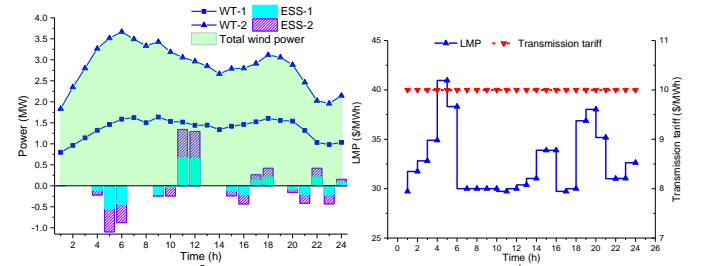 WT-1 ESS-1
WT-2 ESS-2
Total wind power
4.0
3.5
3.0
2.5
2.0
1.5
1.0
0.5
0.0
-0.5
-1.0
Power (MW)
2 4 6 8 10 12 14 16 18 20 22 24
Time (h)
LMP Transmission tariff
45
40
35
30
25
LMP ($/MWh)
11
10
9
8
7
Transmission tariff ($/MWh)
0 2 4 6 8 10 12 14 16 18 20 22 24 26
Time (h)